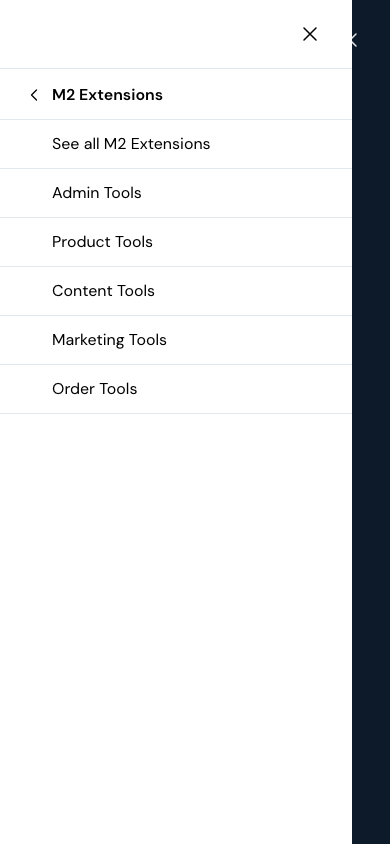 M2 Extensions
See all M2 Extensions
Admin Tools
Product Tools
Content Tools
Marketing Tools
Order Tools